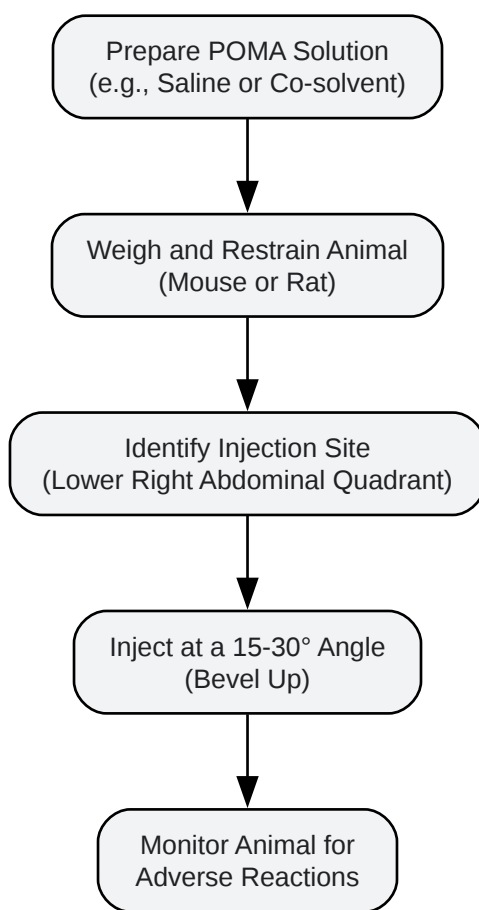 Prepare POMA Solution
(e.g., Saline or Co-solvent)
Weigh and Restrain Animal
(Mouse or Rat)
Identify Injection Site
(Lower Right Abdominal Quadrant)
Inject at a 15-30° Angle
(Bevel Up)
Monitor Animal for
Adverse Reactions